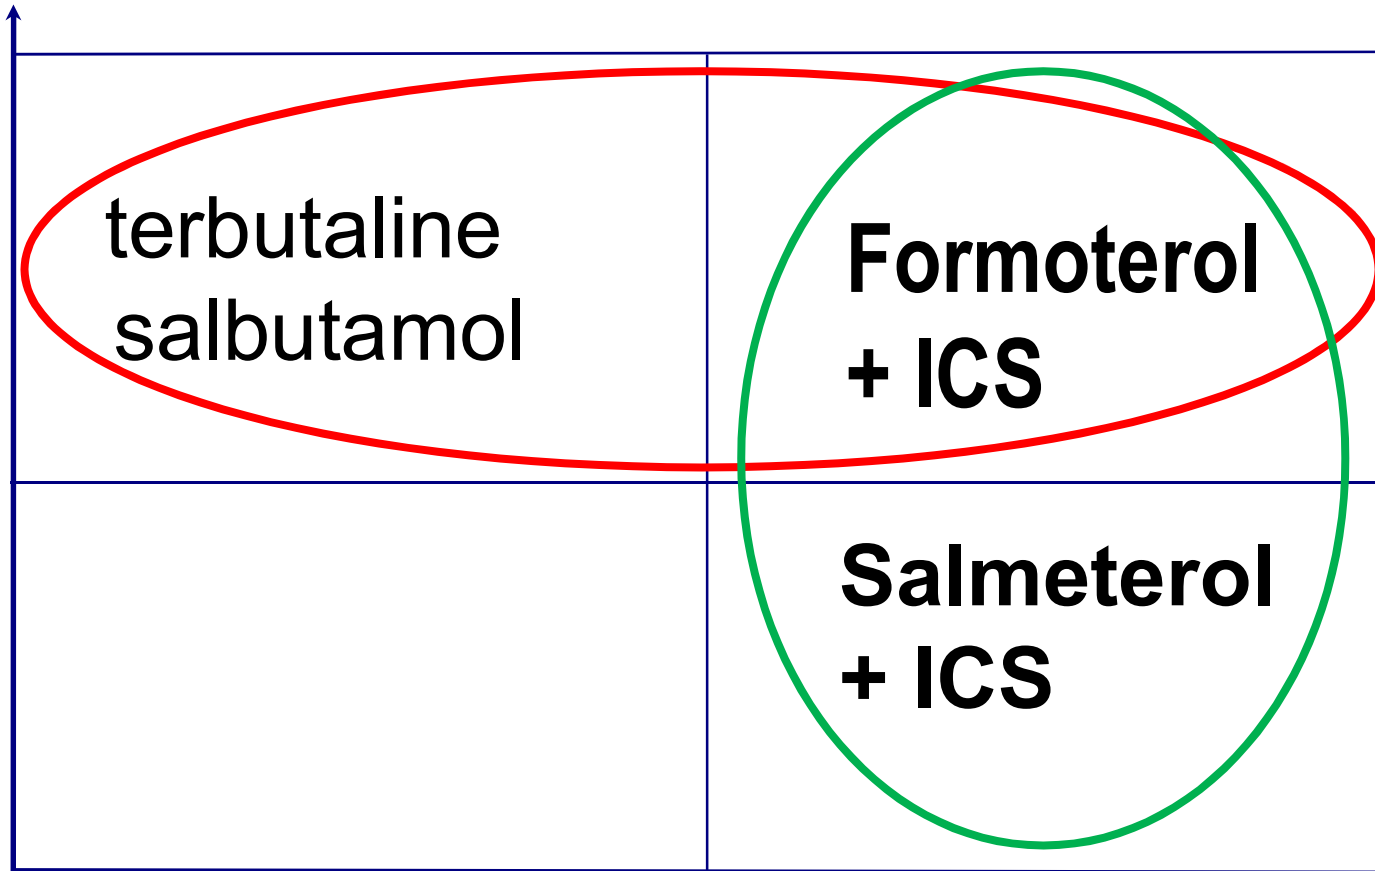 terbutaline
salbutamol
Formoterol
+ ICS
Salmeterol
+ ICS